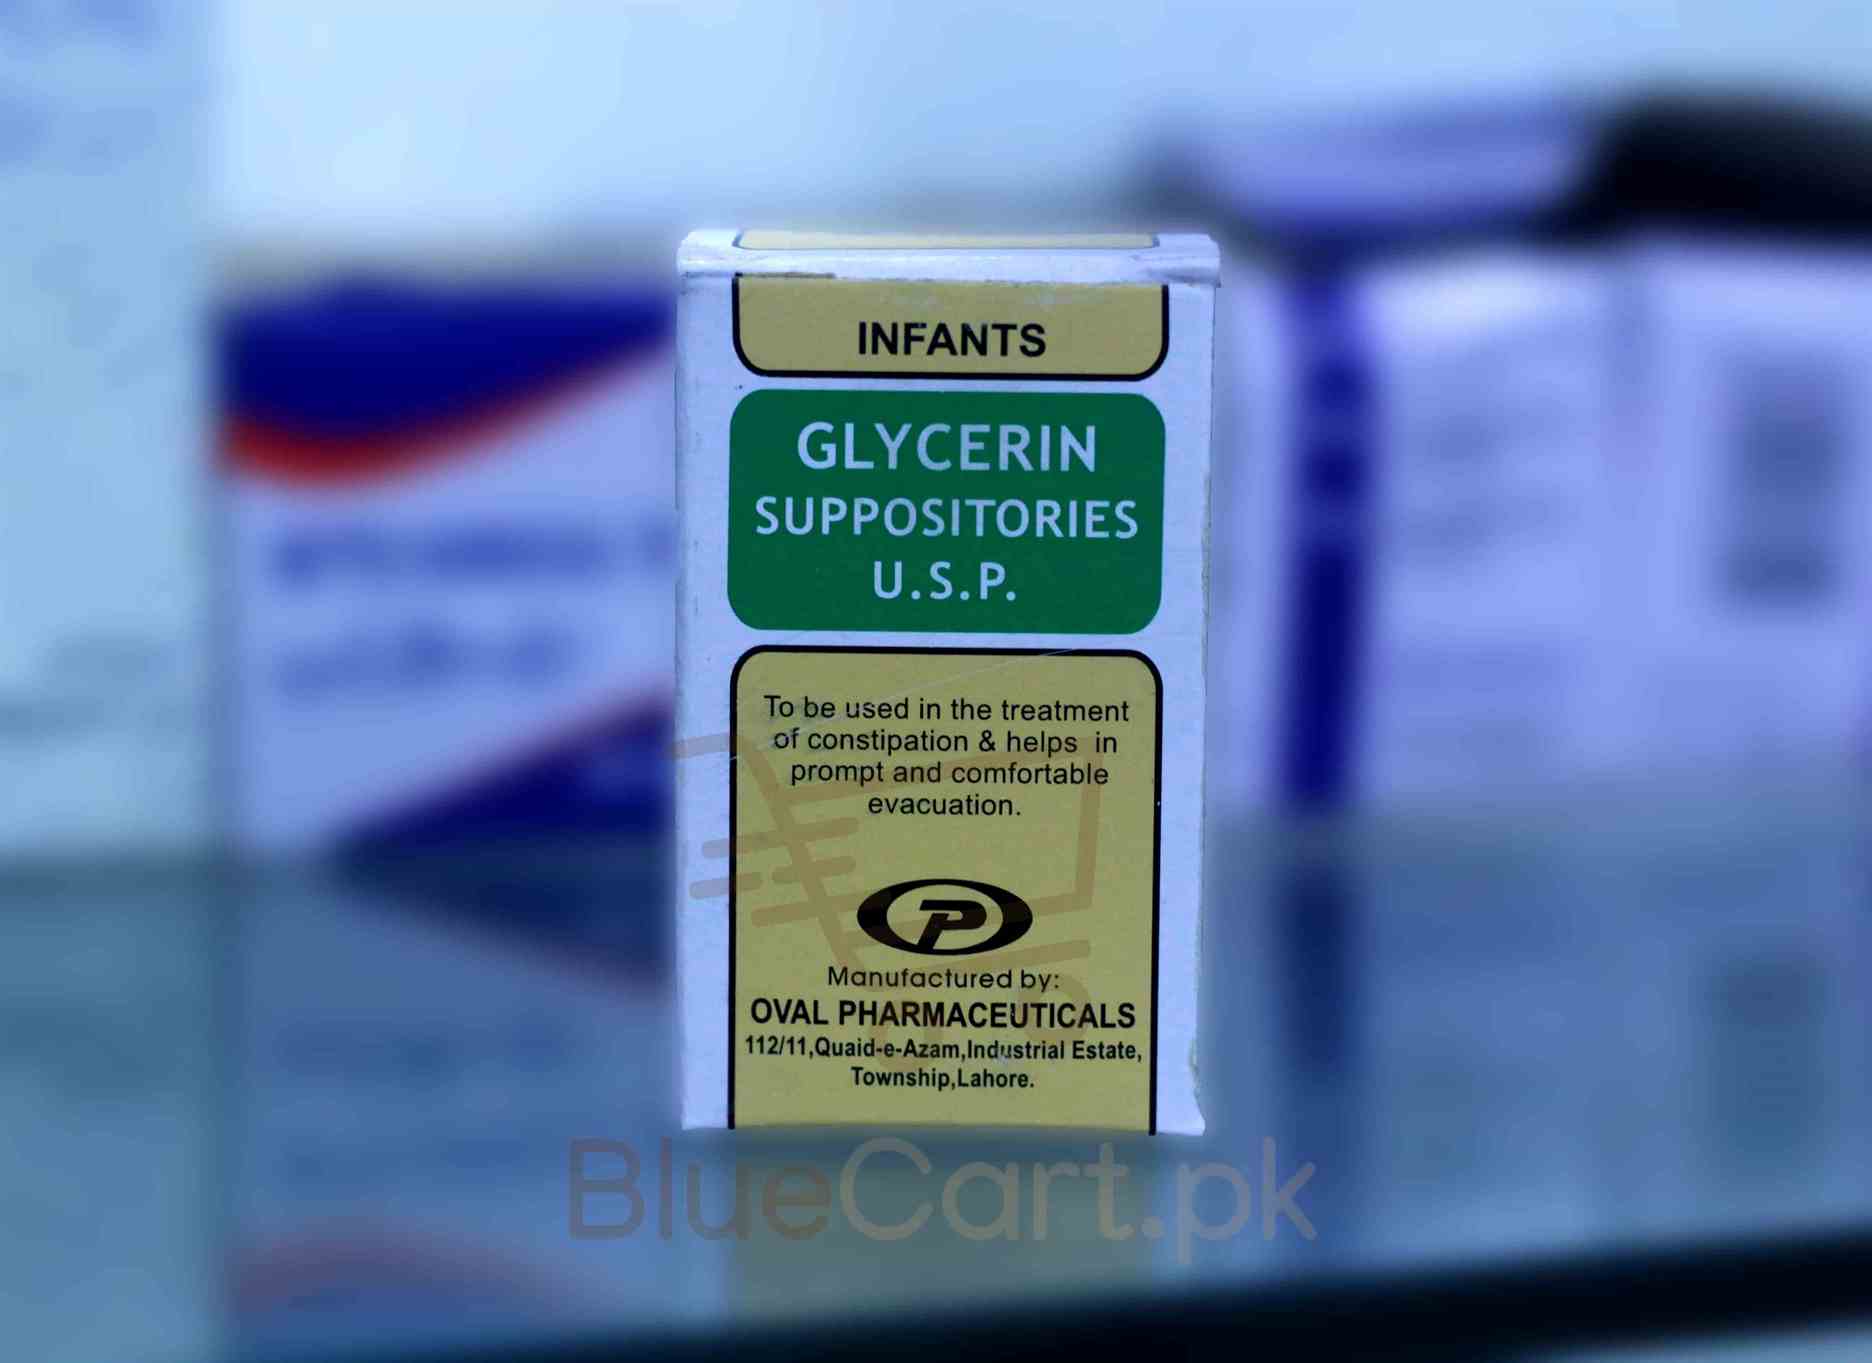 INFANTS
GLYCERIN
SUPPOSITORIES
U.S.P.
To be used in the treatment
of constipation & helps in
prompt and comfortable
evacuation.
Manufactured by:
OVAL PHARMACEUTICALS
112/11,Quaid-e-Azam,Industrial Estate,
Township,Lahore.
BlueCart.pk